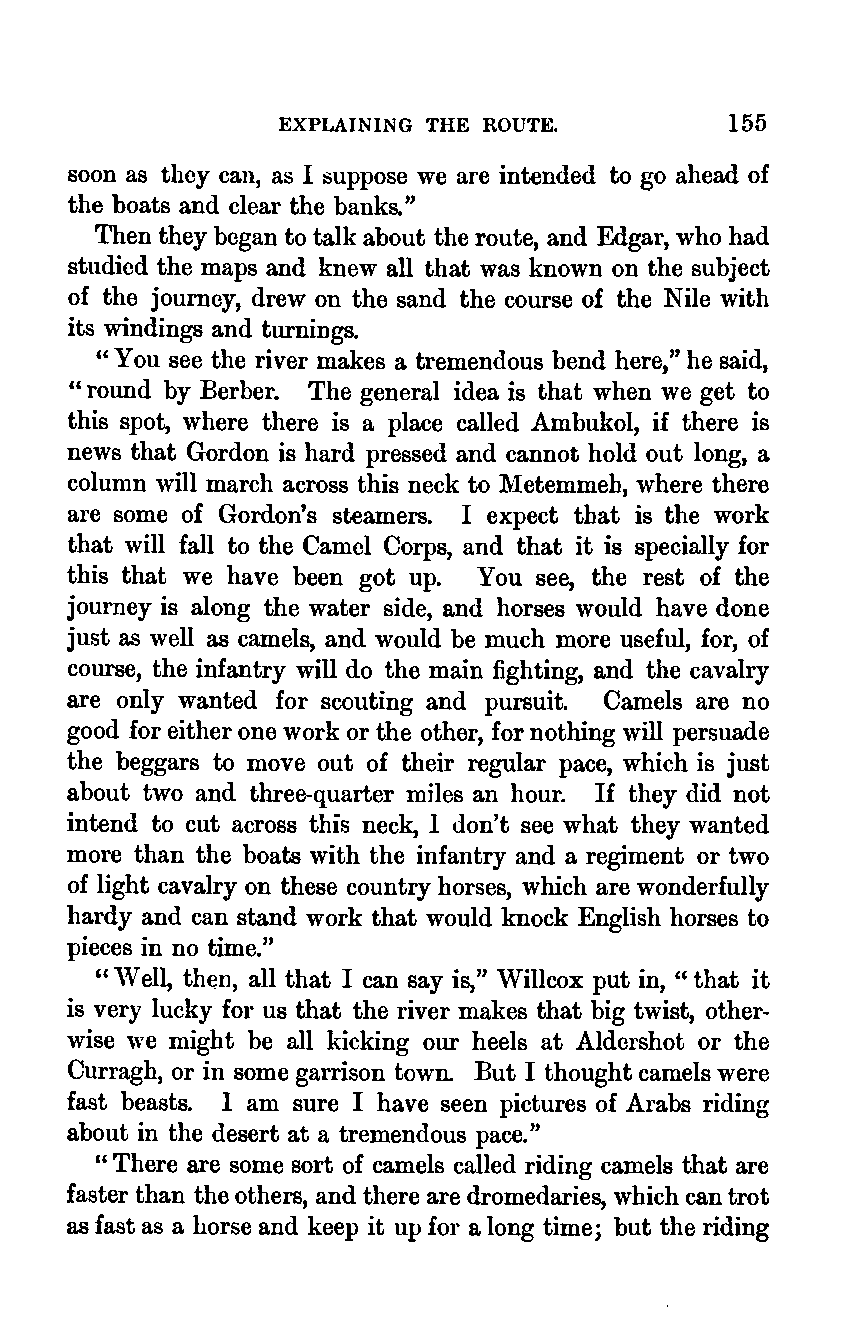 EXPLAINING THE ROUTE. 155
soon as they can, as I suppose we are intended to go ahead of
the boats and clear the banks.”
Then they began to talk about the route, and Edgar, who had
studied the maps and knew all that was known on the subject
of the journey, drew on the sand the course of the Nile with
its windings and turnings.
“You see the river makes a tremendous bend here,” he said,
“round by Berber. The general idea is that when we get to
this spot, where there is a place called Ambukol, if there is
news that Gordon is hard pressed and cannot hold out long, a
column will march across this neck to Metemmeh, where there
are some of Gordon’s steamers. I expect that is the work
that will fall to the Camel Corps, and that it is specially for
this that we have been got up. You see, the rest of the
journey is along the water side, and horses would have done
just as well as camels, and would be much more useful, for, of
course, the infantry will do the main fighting, and the cavalry
are only wanted for scouting and pursuit. Camels are no
good for either one work or the other, for nothing will persuade
the beggars to move out of their regular pace, which is just
about two and three-quarter miles an hour. If they did not
intend to cut across this neck, I don’t see what they wanted
more than the boats with the infantry and a regiment or two
of light cavalry on these country horses, which are wonderfully
hardy and can stand work that would knock English horses to
pieces in no time.”
“Well, then, all that I can say is,” Willcox put in, “that it
is very lucky for us that the river makes that big twist, other-
wise we might be all kicking our heels at Aldershot or the
Curragh, or in some garrison town. But I thought camels were
fast beasts. I am sure I have seen pictures of Arabs riding
about in the desert at a tremendous pace.”
“There are some sort of camels called riding camels that are
faster than the others, and there are dromedaries, which can trot
as fast as a horse and keep it up for a long time; but the riding